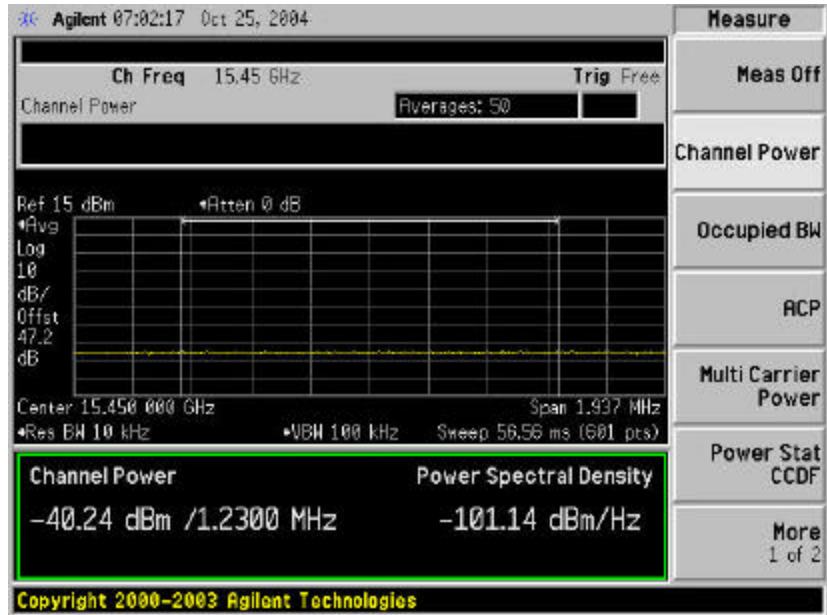 Agilent 07:02:17 Oct 25, 2004
Measure
Ch Freq 15.45 GHz Trig Free
Meas Off
Channel Power Averages: 50
Channel Power
Ref 15 dBm Atten 0 dB
Avg
Log
10
dB/
Offst
47.2
dB
Occupied BW
ACP
Multi Carrier
Power
Center 15.450 000 GHz Span 1.937 MHz
Res BW 10 kHz VBW 100 kHz Sweep 56.56 ms (601 pts)
Power Stat
CCDF
Channel Power Power Spectral Density
-40.24 dBm /1.2300 MHz -101.14 dBm/Hz
More
1 of 2
Copyright 2000-2003 Agilent Technologies